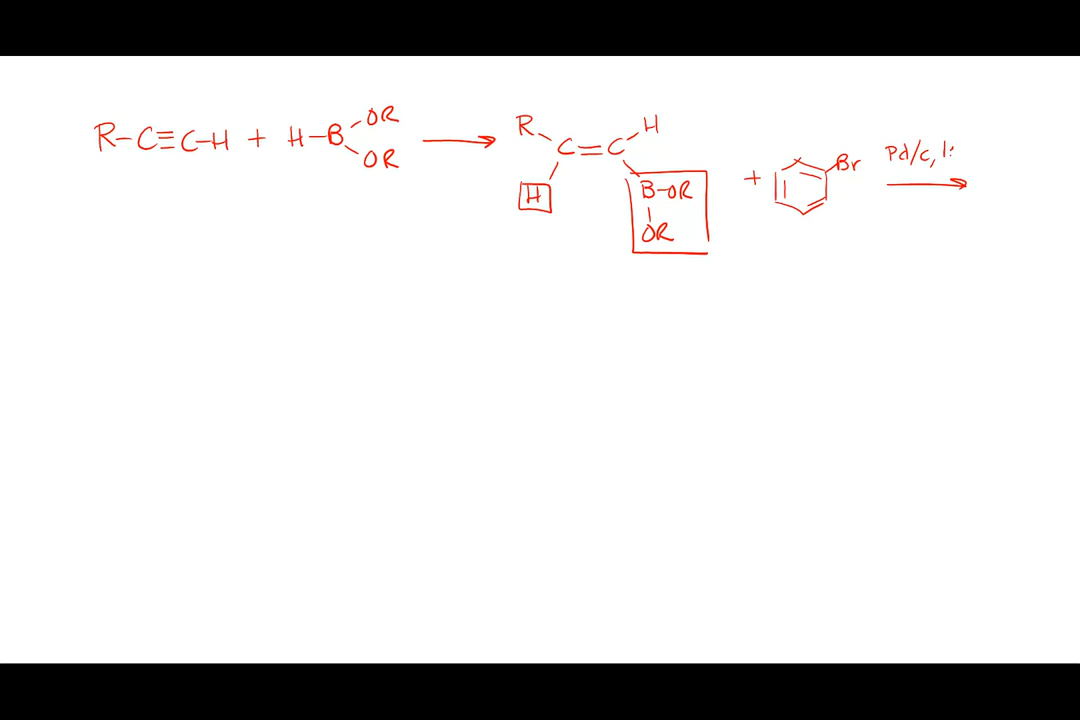 R-C≡C-H + H-B-OR → R-C=C-H + Br Pd/c,
OR H B-OR
OR